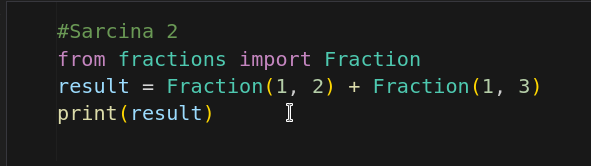 #Sarcina 2
from fractions import Fraction
result = Fraction(1, 2) + Fraction(1, 3)
print(result)